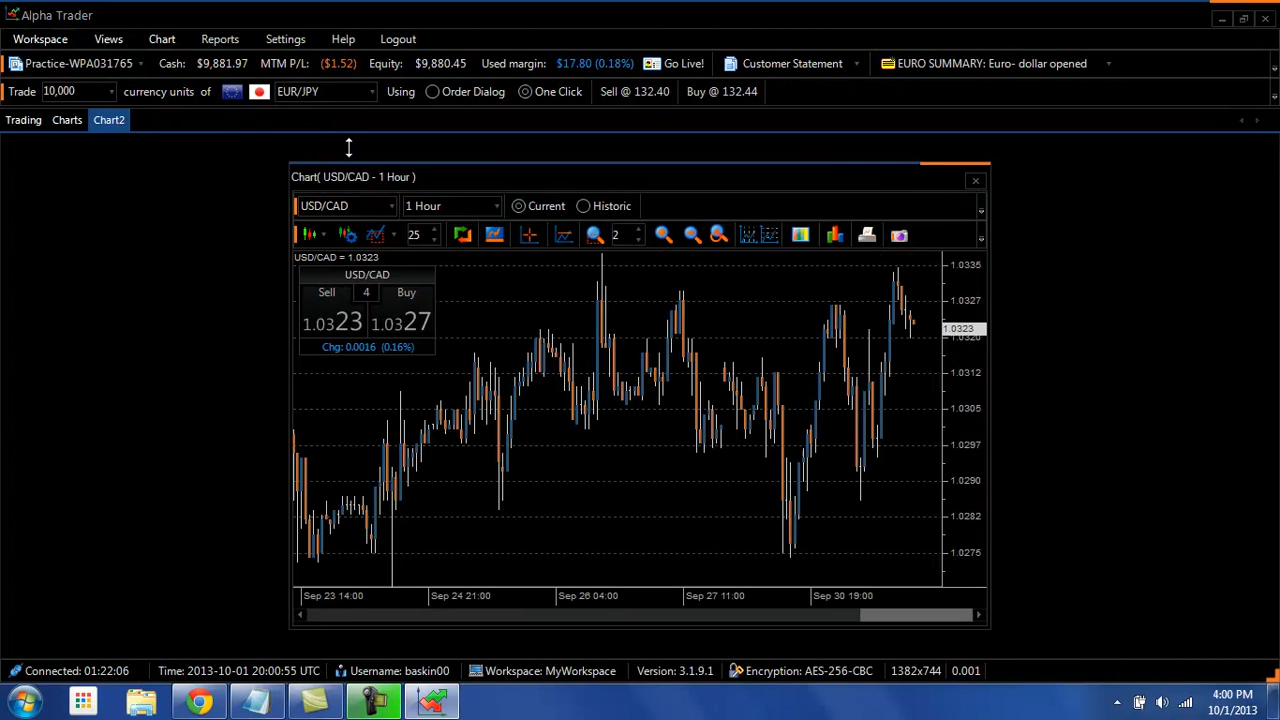 Alpha Trader
Workspace Views Chart Reports Settings Help Logout
Practice-WPA031765 Cash: $9,881.97 MTM P/L: ($1.52) Equity: $9,880.45 Used margin: $17.80 (0.18%) Go Live! Customer Statement EURO SUMMARY: Euro- dollar opened
Trade 10,000 currency units of EUR/JPY Using Order Dialog One Click Sell @ 132.40 Buy @ 132.44
Trading Charts Chart2
Chart( USD/CAD - 1 Hour )
USD/CAD 1 Hour Current Historic
25 2
USD/CAD = 1.0323
USD/CAD
Sell 4 Buy
1.0323 1.0327
Chg: 0.0016 (0.16%)
1.0335
1.0327
1.0323
1.0320
1.0312
1.0305
1.0297
1.0290
1.0282
1.0275
Sep 23 14:00 Sep 24 21:00 Sep 26 04:00 Sep 27 11:00 Sep 30 19:00
Connected: 01:22:06 Time: 2013-10-01 20:00:55 UTC Username: baskin00 Workspace: MyWorkspace Version: 3.1.9.1 Encryption: AES-256-CBC 1382x744 0.001
4:00 PM
10/1/2013